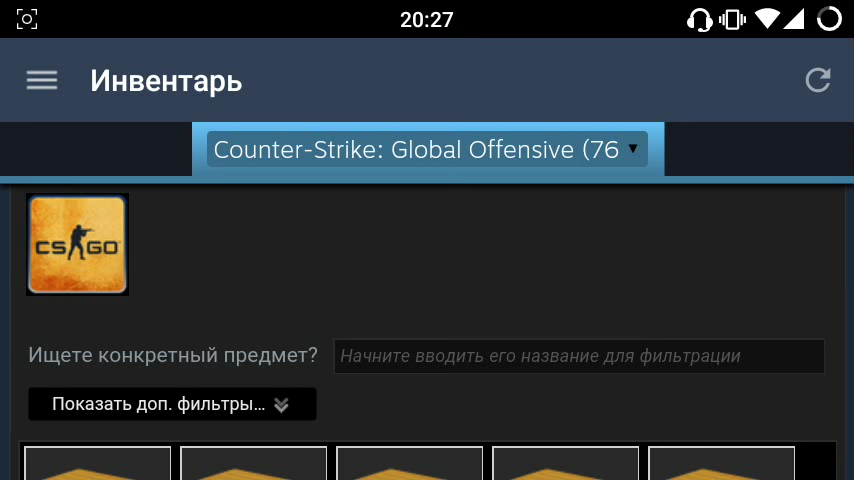 20:27
Инвентарь
Counter-Strike: Global Offensive (76
CS GO
Ищете конкретный предмет?
Начните вводить его название для фильтрации
Показать доп. фильтры...